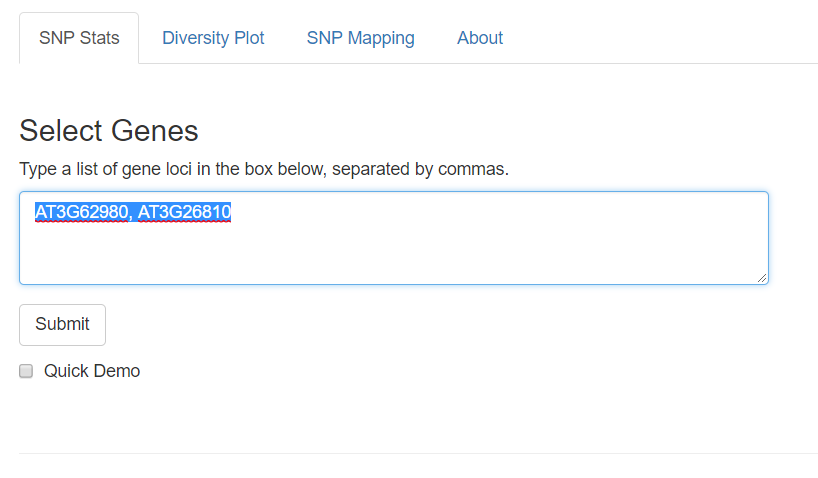 SNP Stats Diversity Plot SNP Mapping About
Select Genes
Type a list of gene loci in the box below, separated by commas.
AT3G62980, AT3G26810
Submit
Quick Demo